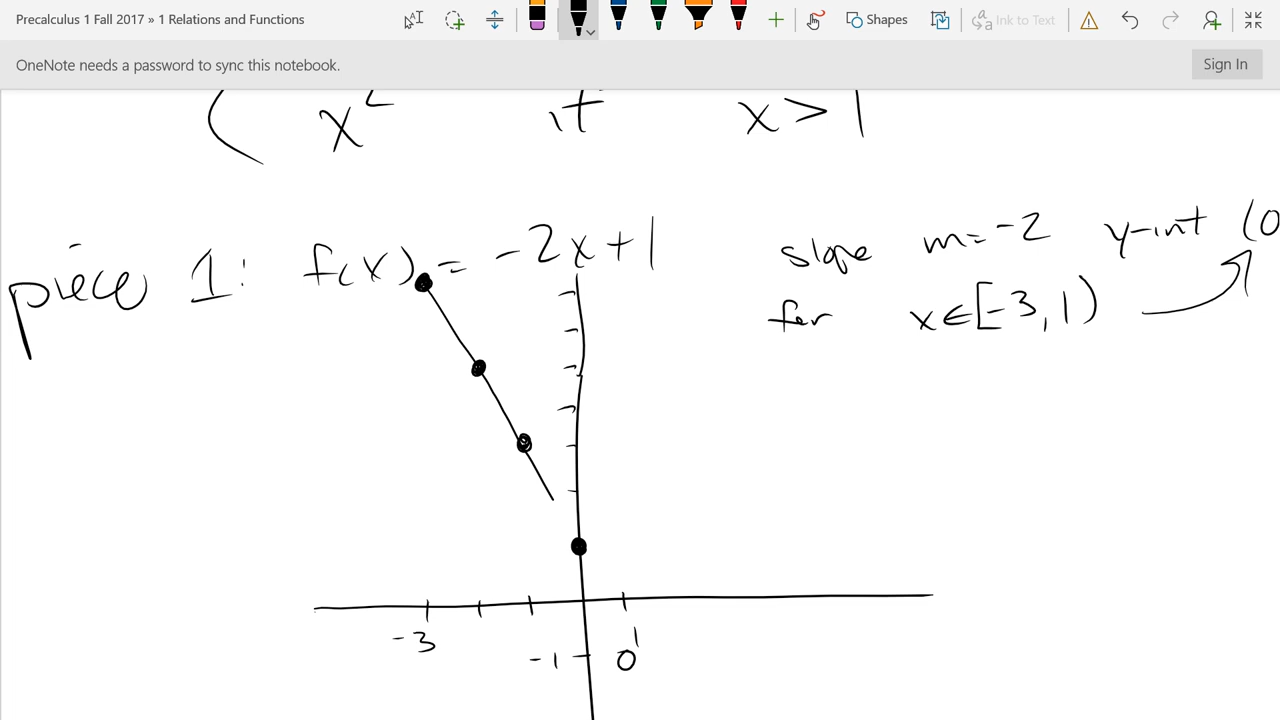 Precalculus 1 Fall 2017 » 1 Relations and Functions
Shapes
Ink to Text
OneNote needs a password to sync this notebook.
Sign In
x² if x>1
piece 1: f(x) = -2x+1
slope m=-2 y-int (0
for x∈[-3,1)
-3
1
-1